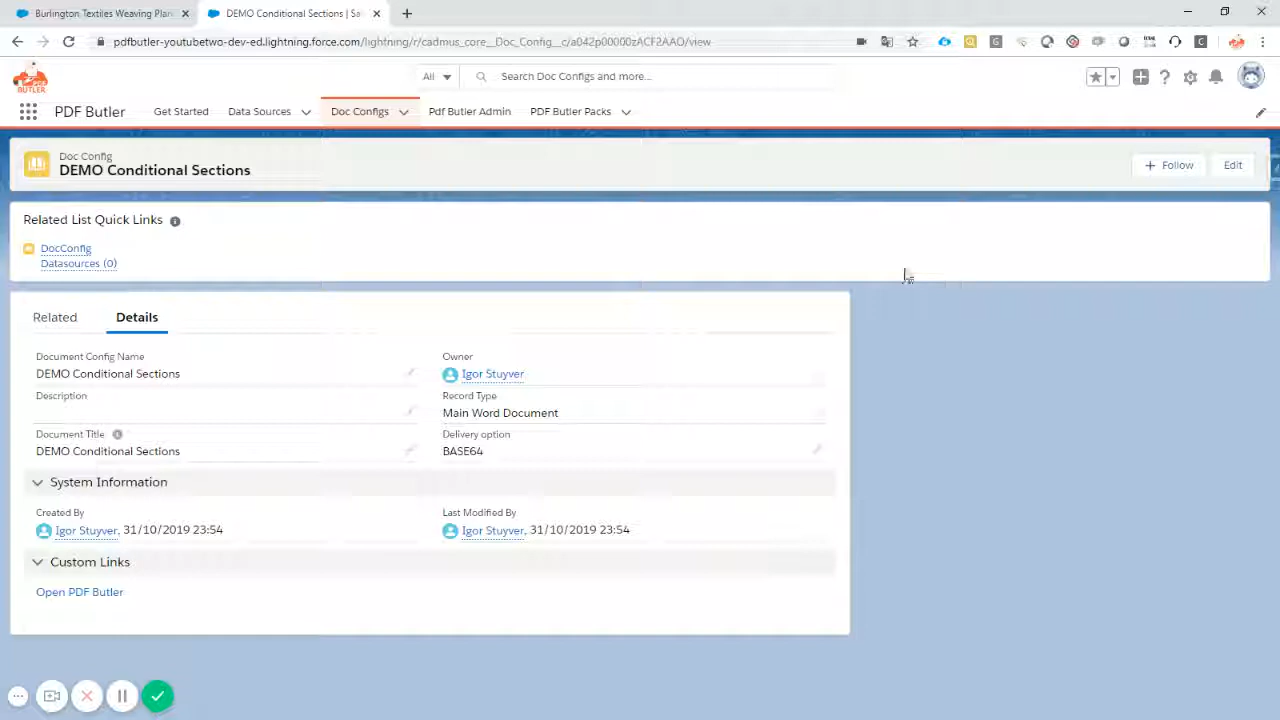 Burlington Textiles Weaving Plan
DEMO Conditional Sections | Sa
pdfbutler-youtubetwo-dev-ed.lightning.force.com/lightning/r/cadmus_core__Doc_Config__c/a042p00000zACF2AAO/view
BUTLER
All
Search Doc Configs and more...
PDF Butler
Get Started
Data Sources
Doc Configs
Pdf Butler Admin
PDF Butler Packs
Doc Config
DEMO Conditional Sections
Follow
Edit
Related List Quick Links
DocConfig
Datasources (0)
Related
Details
Document Config Name
DEMO Conditional Sections
Owner
Igor Stuyver
Description
Record Type
Main Word Document
Document Title
DEMO Conditional Sections
Delivery option
BASE64
System Information
Created By
Igor Stuyver, 31/10/2019 23:54
Last Modified By
Igor Stuyver, 31/10/2019 23:54
Custom Links
Open PDF Butler